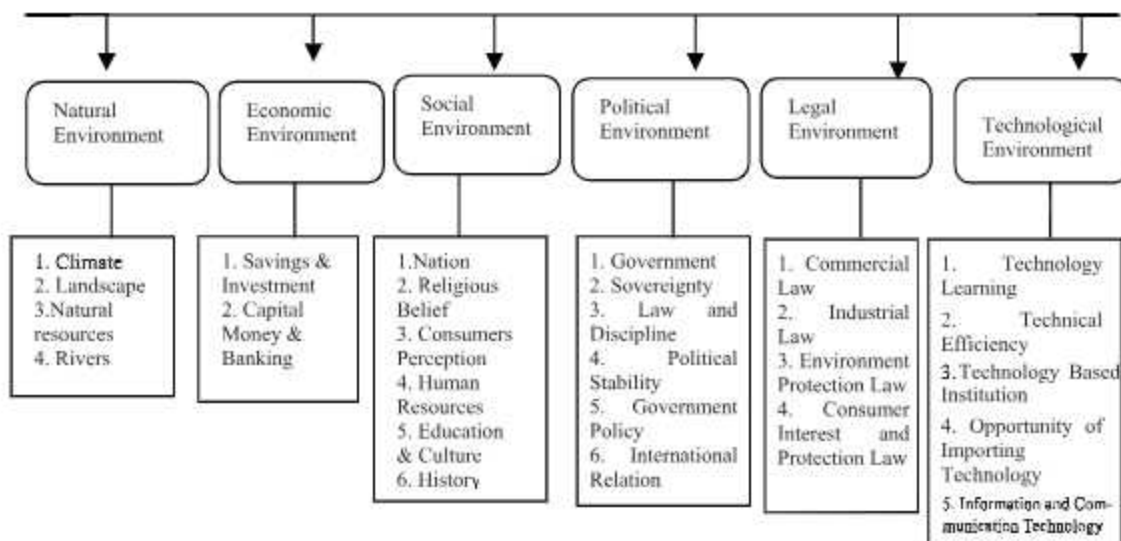 Natural
Environment
Economic
Environment
Social
Environment
Political
Environment
Legal
Environment
Technological
Environment
1. Climate
2. Landscape
3.Natural
resources
4. Rivers
1. Savings &
Investment
2. Capital
Money &
Banking
1.Nation
2. Religious
Belief
3. Consumers
Perception
4. Human
Resources
5. Education
& Culture
6. History
1. Government
2. Sovereignty
3. Law and
Discipline
4. Political
Stability
5. Government
Policy
6. International
Relation
1. Commercial
Law
2. Industrial
Law
3. Environment
Protection Law
4. Consumer
Interest and
Protection Law
1. Technology
Learning
2. Technical
Efficiency
3.Technology Based
Institution
4. Opportunity of
Importing
Technology
5. Information and Com-
munication Technology